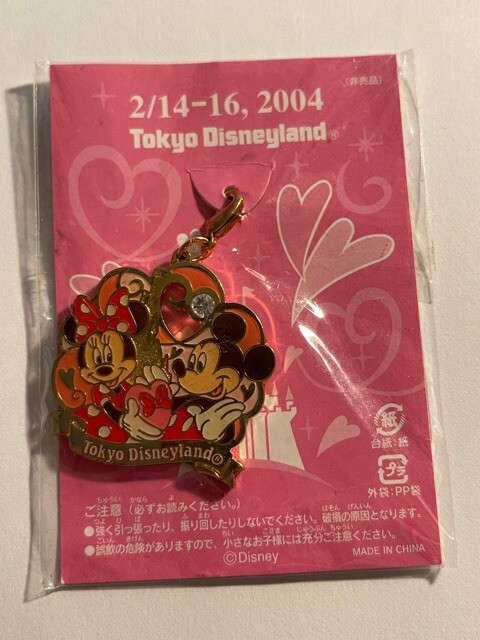 (非売品)
2/14-16, 2004
Tokyo Disneyland®
Tokyo Disneyland®
紙
台紙:紙
プラ
外袋:PP袋
ご注意 (必ずお読みください。)
●強く引っ張ったり、振り回したりしないでください。破損の原因となります。
●誤飲の危険がありますので、小さなお子様には充分ご注意ください。
©Disney
MADE IN CHINA